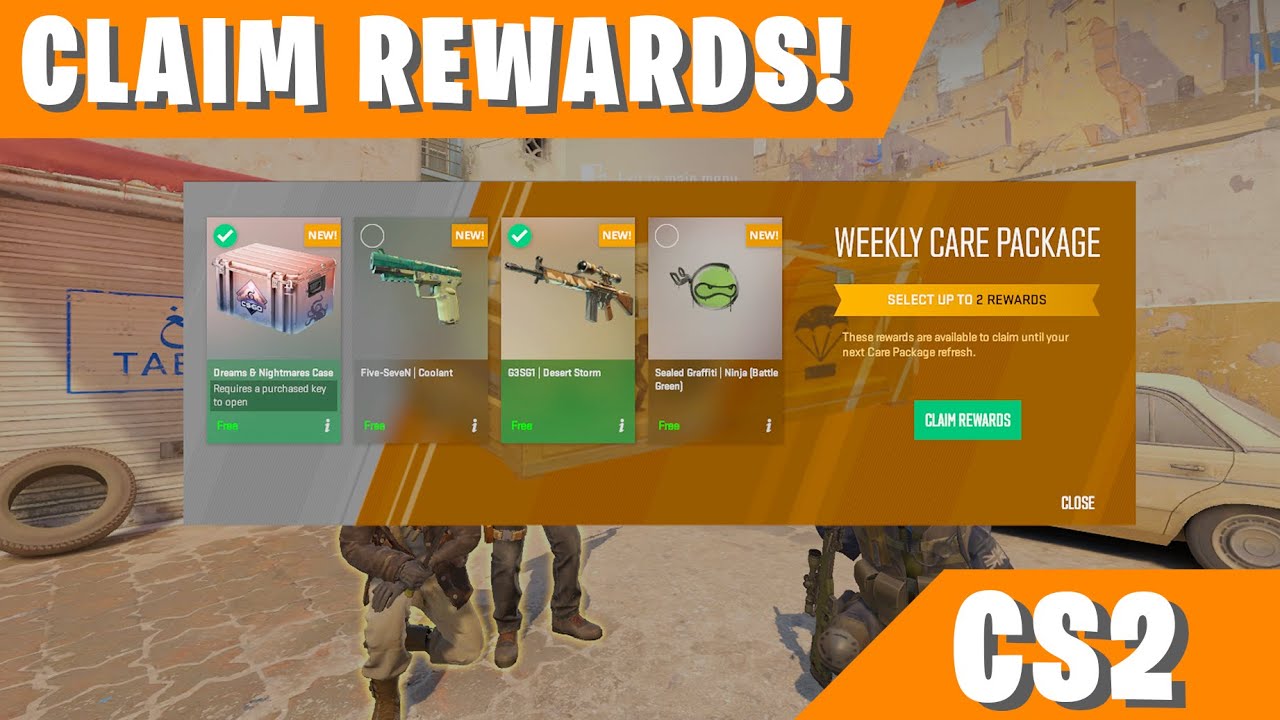 CLAIM REWARDS!
NEW!
NEW!
NEW!
NEW!
CS:GO
Dreams & Nightmares Case
Requires a purchased key
to open
Free
i
Five-SeveN | Coolant
Free
i
G3SG1 | Desert Storm
Free
i
Sealed Graffiti | Ninja (Battle
Green)
Free
i
WEEKLY CARE PACKAGE
SELECT UP TO 2 REWARDS
These rewards are available to claim until your
next Care Package refresh.
CLAIM REWARDS
CLOSE
CS2